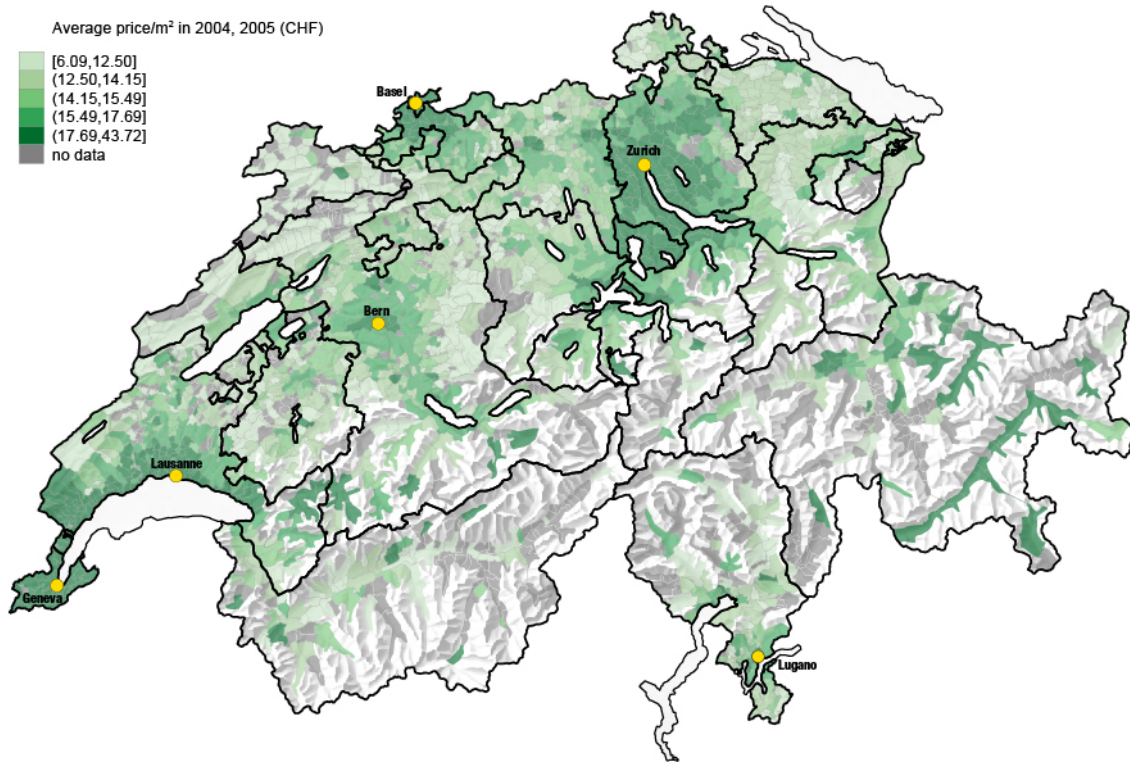 Average price/m² in 2004, 2005 (CHF)
[6.09,12.50]
(12.50,14.15]
(14.15,15.49]
(15.49,17.69]
(17.69,43.72]
no data
Basel
Zurich
Bern
Lausanne
Geneva
Lugano